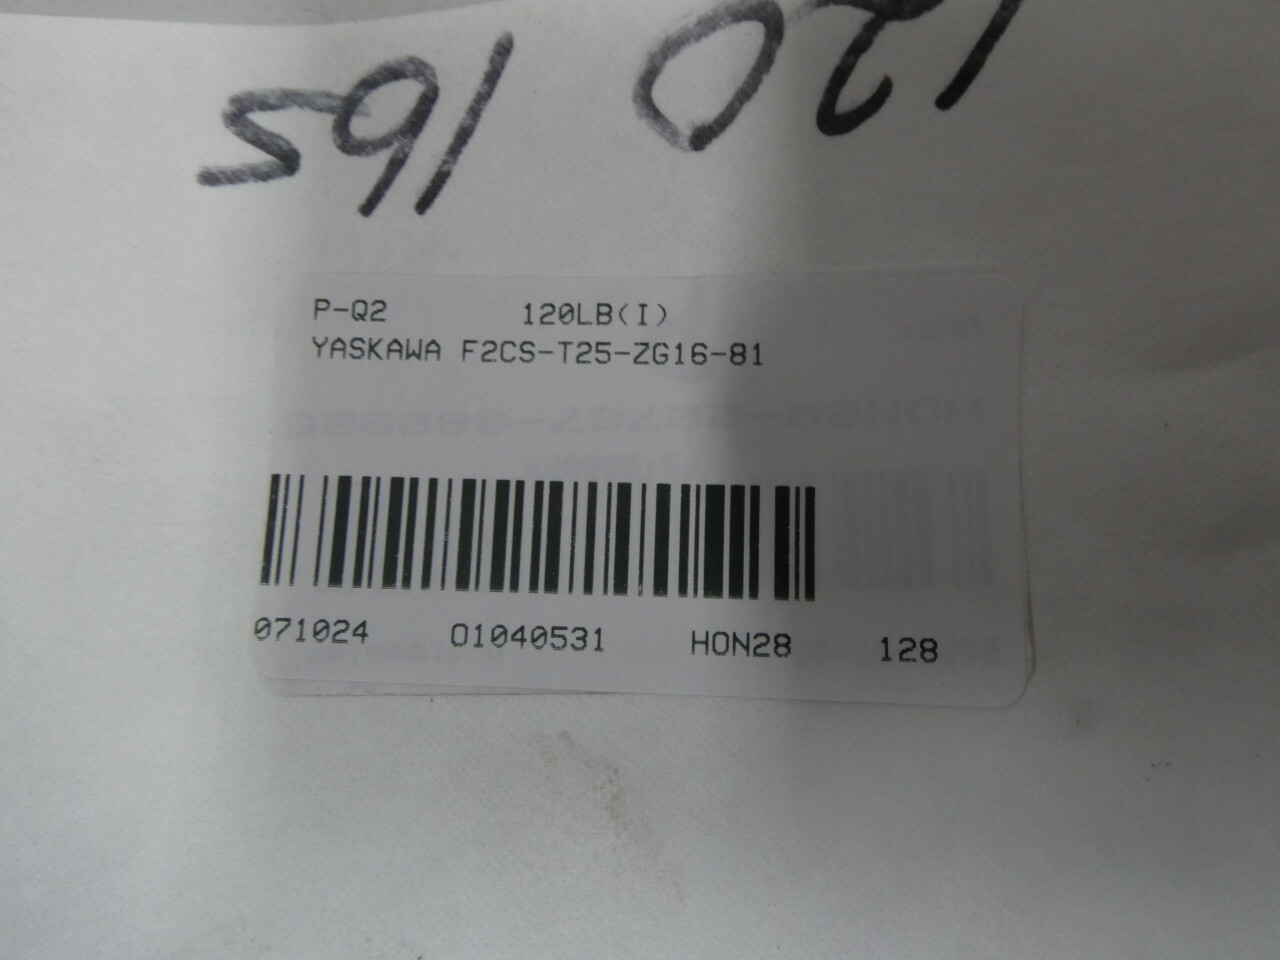 165
120
P-Q2 120LB(I)
YASKAWA F2CS-T25-ZG16-81
071024 01040531 HON28 128